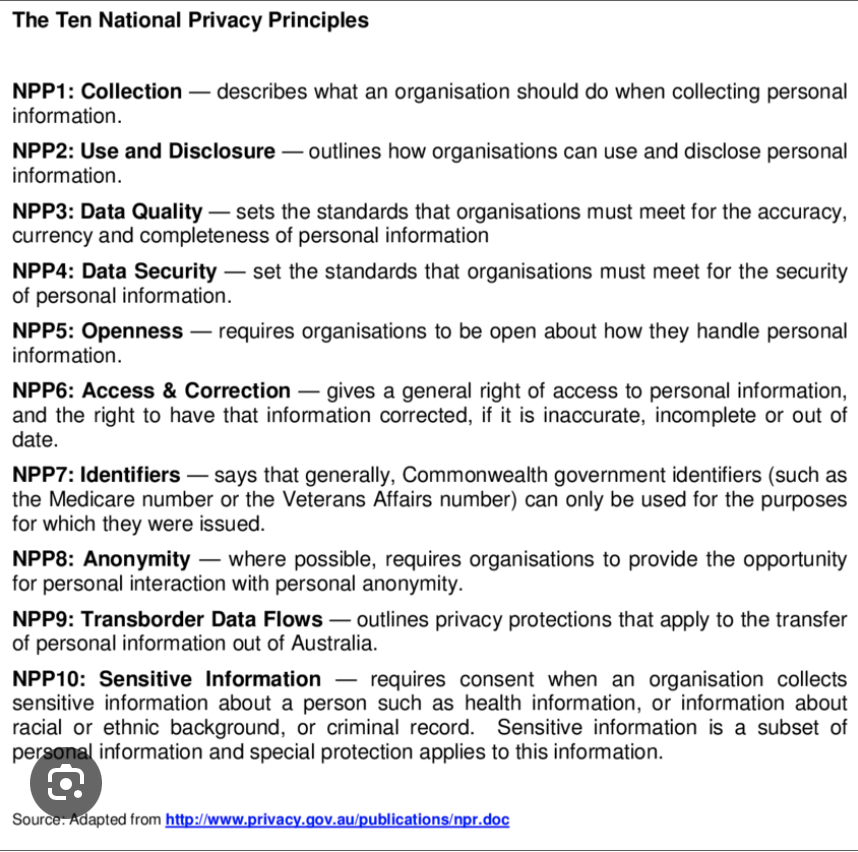 The Ten National Privacy Principles
NPP1: Collection — describes what an organisation should do when collecting personal
information.
NPP2: Use and Disclosure — outlines how organisations can use and disclose personal
information.
NPP3: Data Quality — sets the standards that organisations must meet for the accuracy,
currency and completeness of personal information
NPP4: Data Security — set the standards that organisations must meet for the security
of personal information.
NPP5: Openness — requires organisations to be open about how they handle personal
information.
NPP6: Access & Correction — gives a general right of access to personal information,
and the right to have that information corrected, if it is inaccurate, incomplete or out of
date.
NPP7: Identifiers — says that generally, Commonwealth government identifiers (such as
the Medicare number or the Veterans Affairs number) can only be used for the purposes
for which they were issued.
NPP8: Anonymity — where possible, requires organisations to provide the opportunity
for personal interaction with personal anonymity.
NPP9: Transborder Data Flows — outlines privacy protections that apply to the transfer
of personal information out of Australia.
NPP10: Sensitive Information — requires consent when an organisation collects
sensitive information about a person such as health information, or information about
racial or ethnic background, or criminal record. Sensitive information is a subset of
personal information and special protection applies to this information.
Source: Adapted from http://www.privacy.gov.au/publications/npr.doc